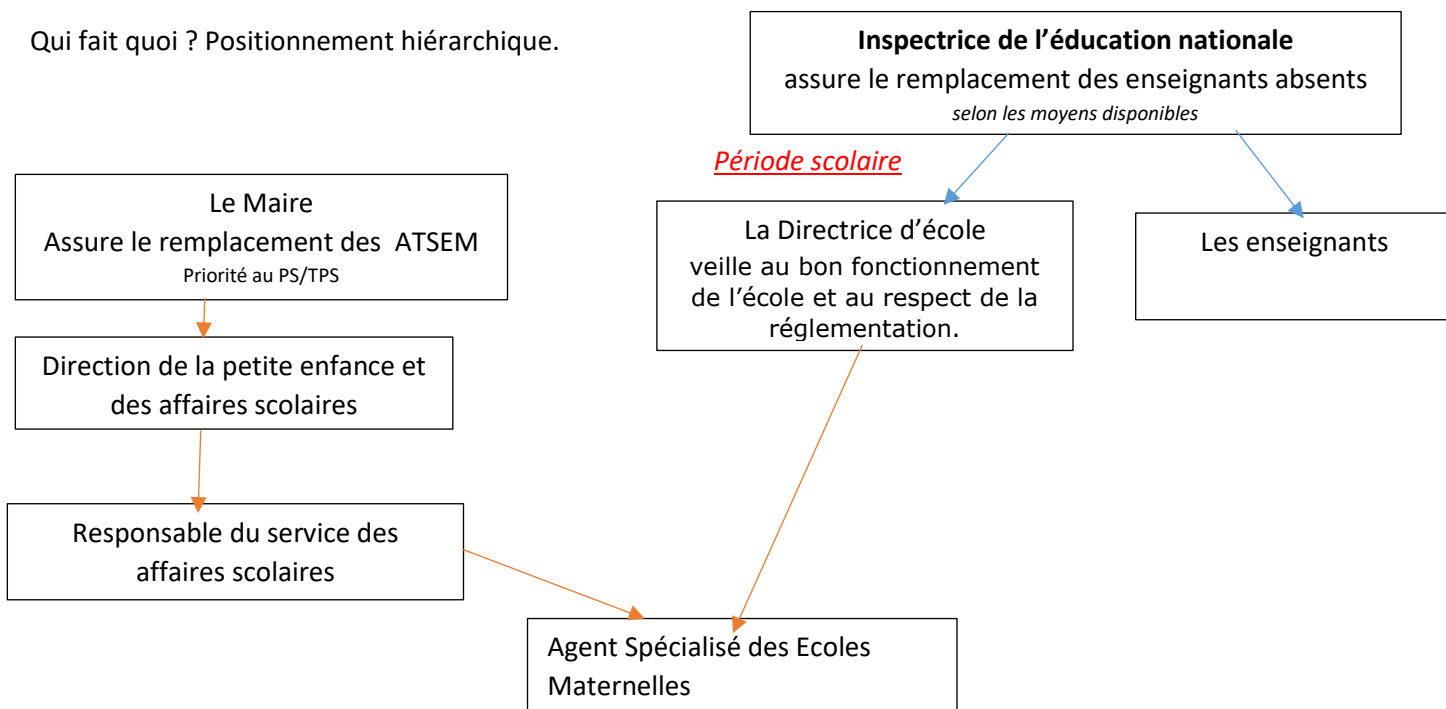 Qui fait quoi ? Positionnement hiérarchique.
Inspectrice de l’éducation nationale
assure le remplacement des enseignants absents
selon les moyens disponibles
Période scolaire
Le Maire
Assure le remplacement des ATSEM
Priorité au PS/TPS
La Directrice d’école
veille au bon fonctionnement
de l’école et au respect de la
réglementation.
Les enseignants
Direction de la petite enfance et
des affaires scolaires
Responsable du service des
affaires scolaires
Agent Spécialisé des Ecoles
Maternelles